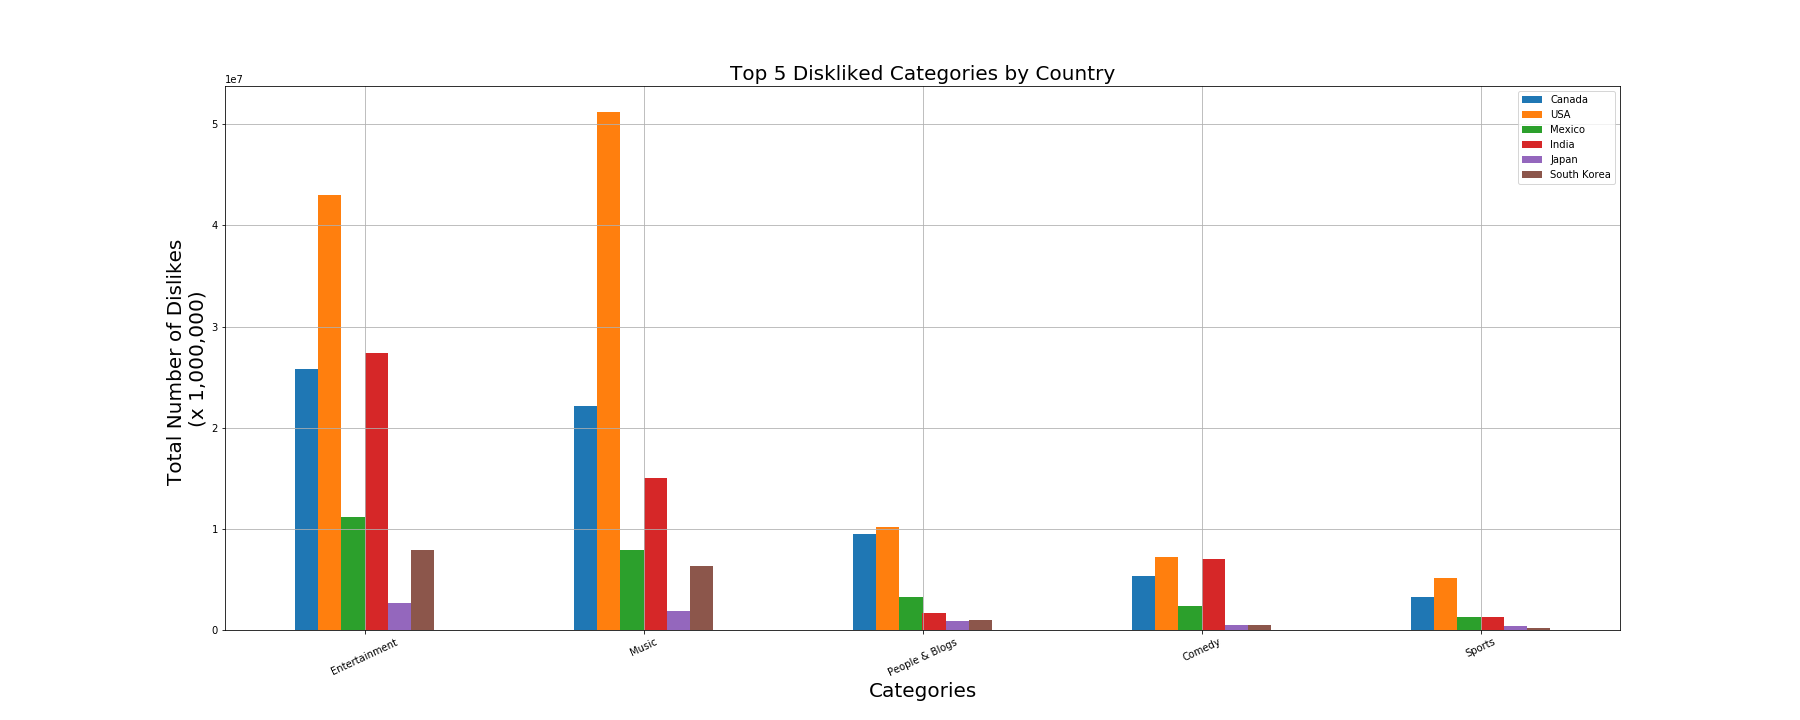 Top 5 Diskliked Categories by Country
1e7
Canada
USA
Mexico
India
Japan
South Korea
5
4
3
2
1
0
Total Number of Dislikes
(x 1,000,000)
Entertainment
Music
People & Blogs
Comedy
Sports
Categories